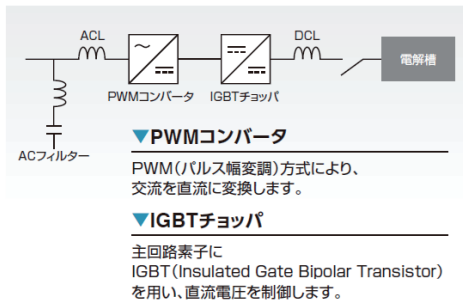 ACL
DCL
電解槽
PWMコンバータ
IGBTチョッパ
ACフィルター
▼PWMコンバータ
PWM(パルス幅変調)方式により、
交流を直流に変換します。
▼IGBTチョッパ
主回路素子に
IGBT(Insulated Gate Bipolar Transistor)
を用い、直流電圧を制御します。